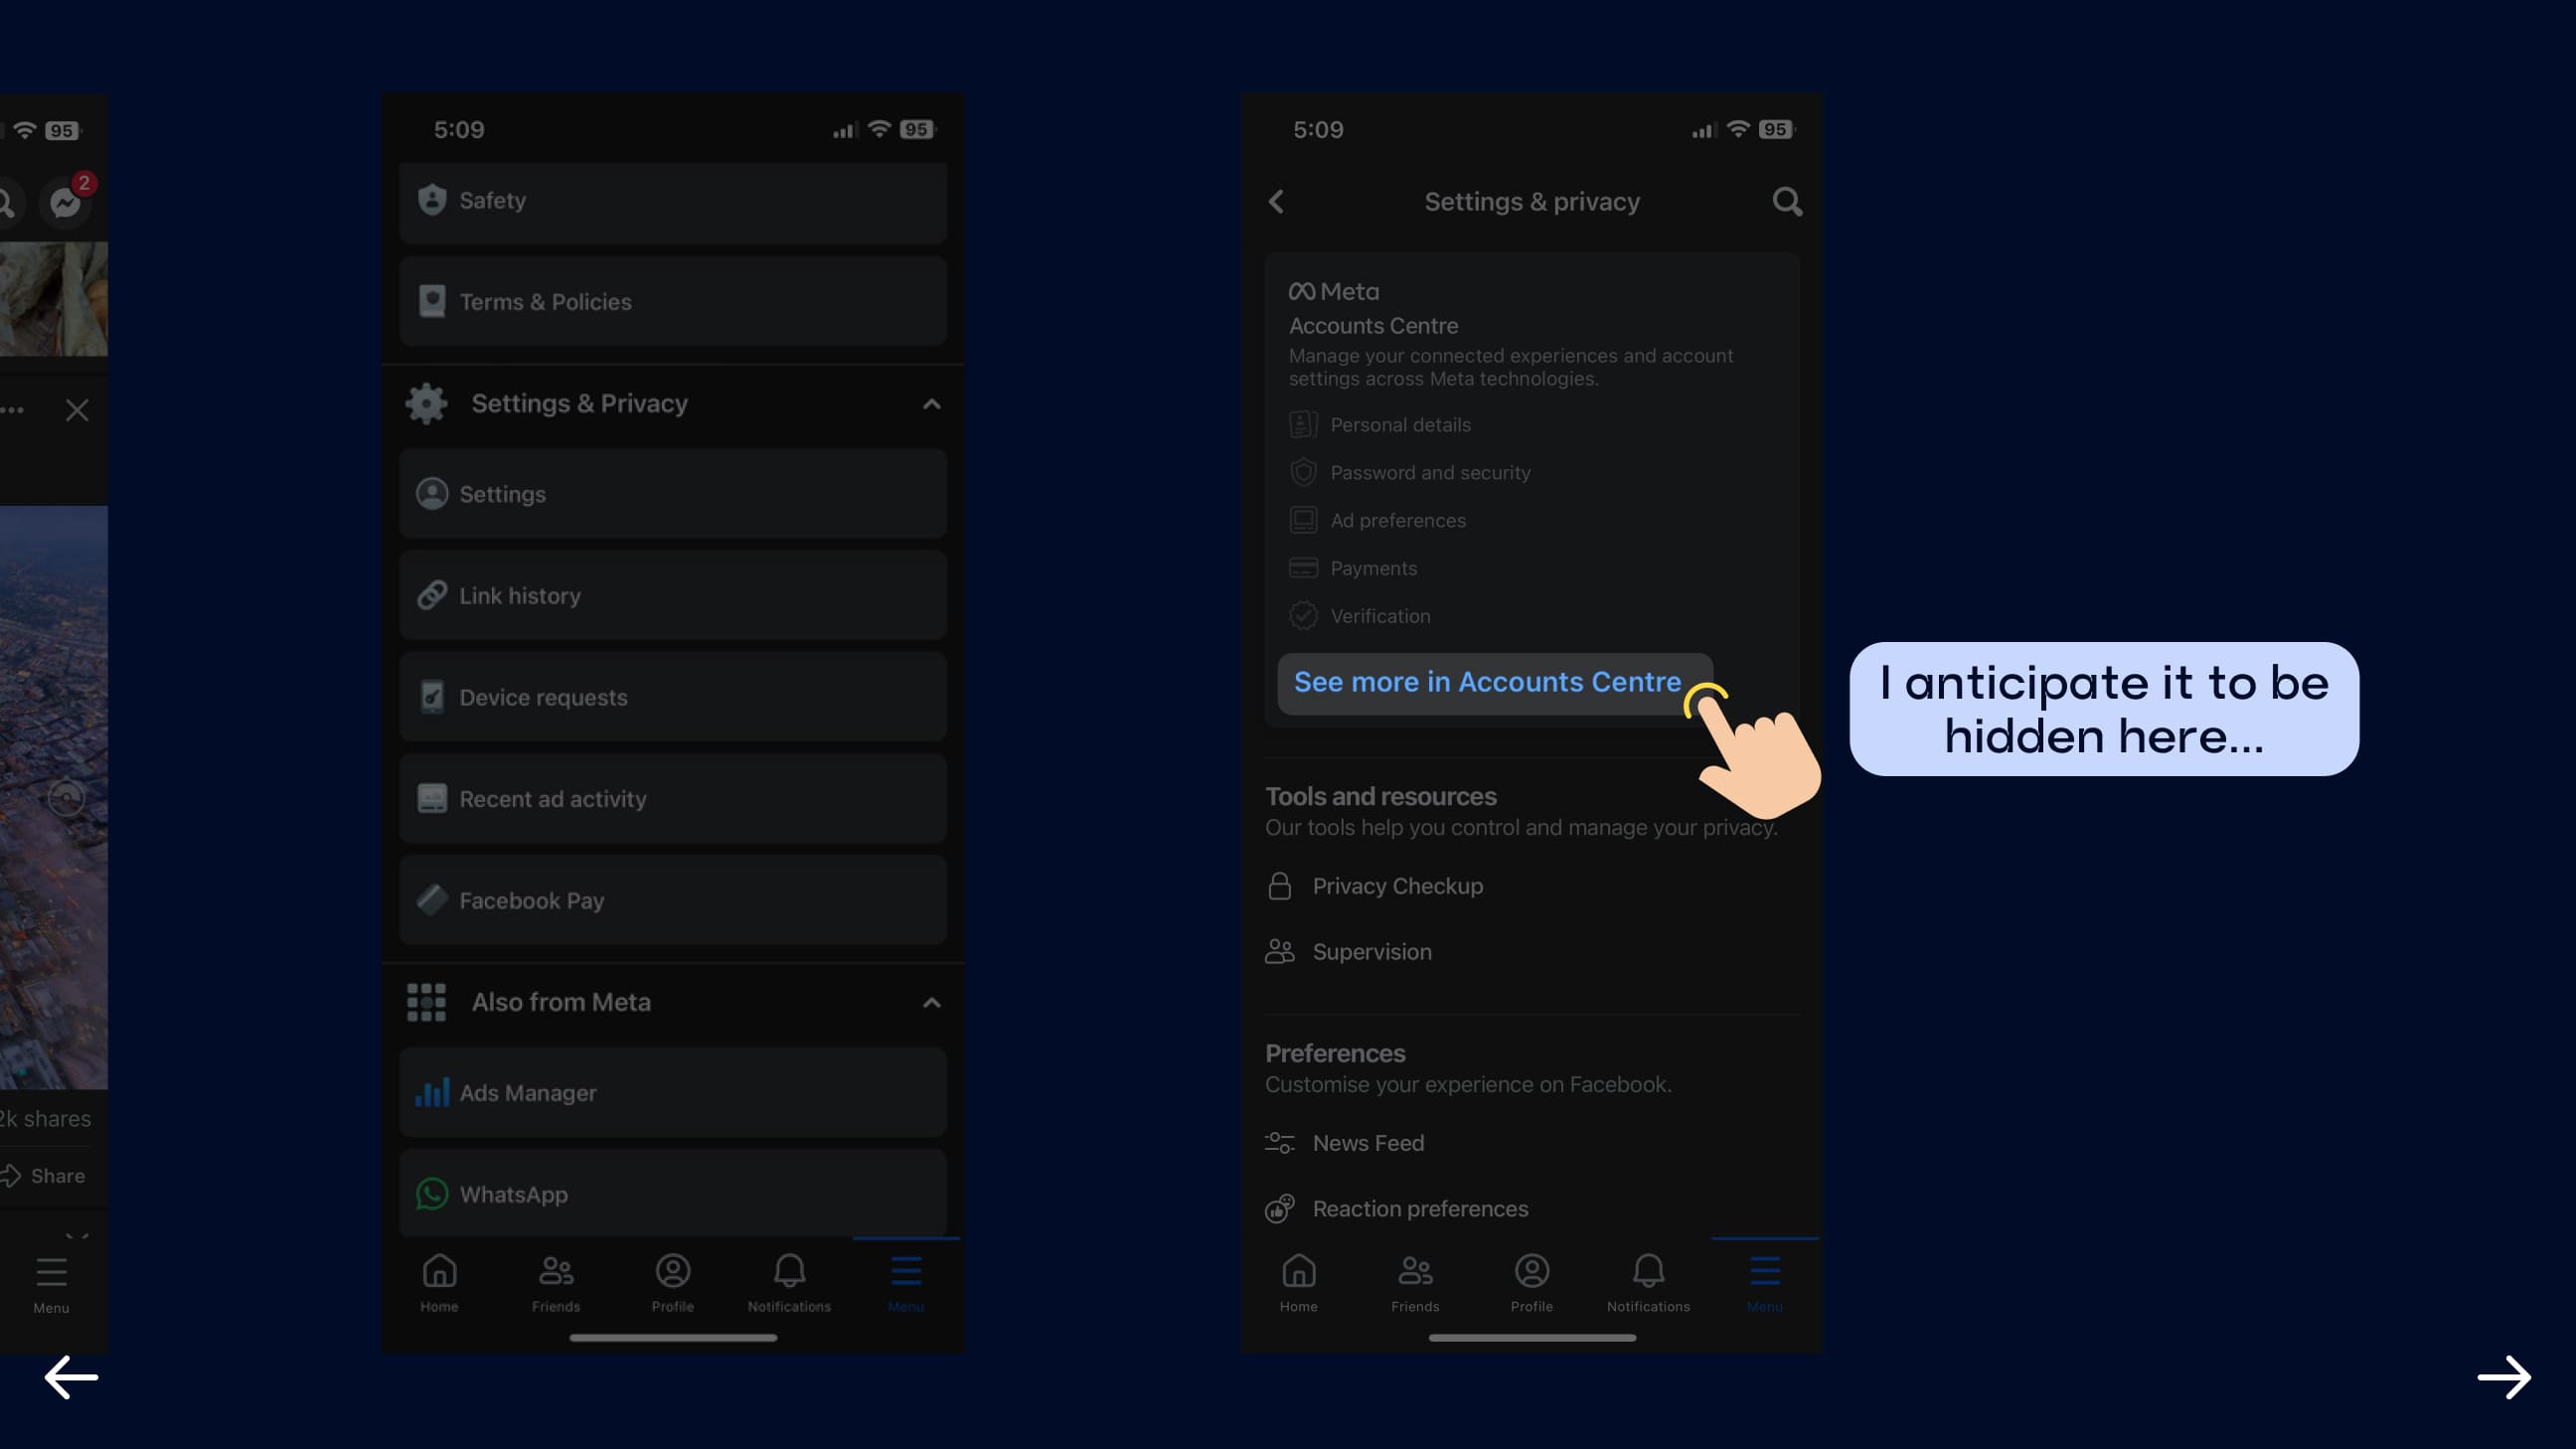 95
2
2k shares
Share
Menu
5:09
95
Safety
Terms & Policies
Settings & Privacy
Settings
Link history
Device requests
Recent ad activity
Facebook Pay
Also from Meta
Ads Manager
WhatsApp
Home
Friends
Profile
Notifications
Menu
5:09
95
Settings & privacy
Meta
Accounts Centre
Manage your connected experiences and account
settings across Meta technologies.
Personal details
Password and security
Ad preferences
Payments
Verification
See more in Accounts Centre
Tools and resources
Our tools help you control and manage your privacy.
Privacy Checkup
Supervision
Preferences
Customise your experience on Facebook.
News Feed
Reaction preferences
Home
Friends
Profile
Notifications
Menu
I anticipate it to be
hidden here...